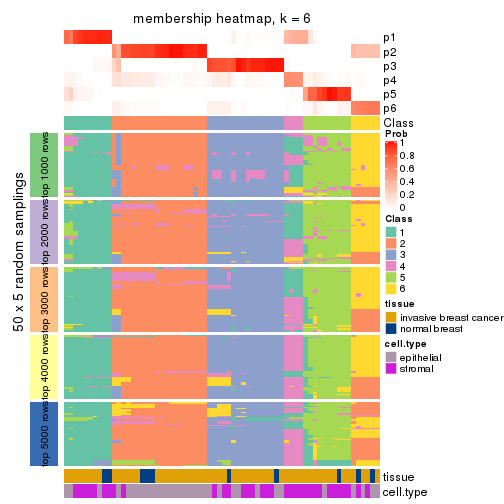 membership heatmap, k = 6
p1
p2
p3
p4
p5
p6
Class
Prob
1
0.8
0.6
0.4
0.2
0
Class
1
2
3
4
5
6
tissue
invasive breast cancer
normal breast
cell.type
epithelial
stromal
50 x 5 random samplings
top 1000 rows
top 2000 rows
top 3000 rows
top 4000 rows
top 5000 rows
tissue
cell.type